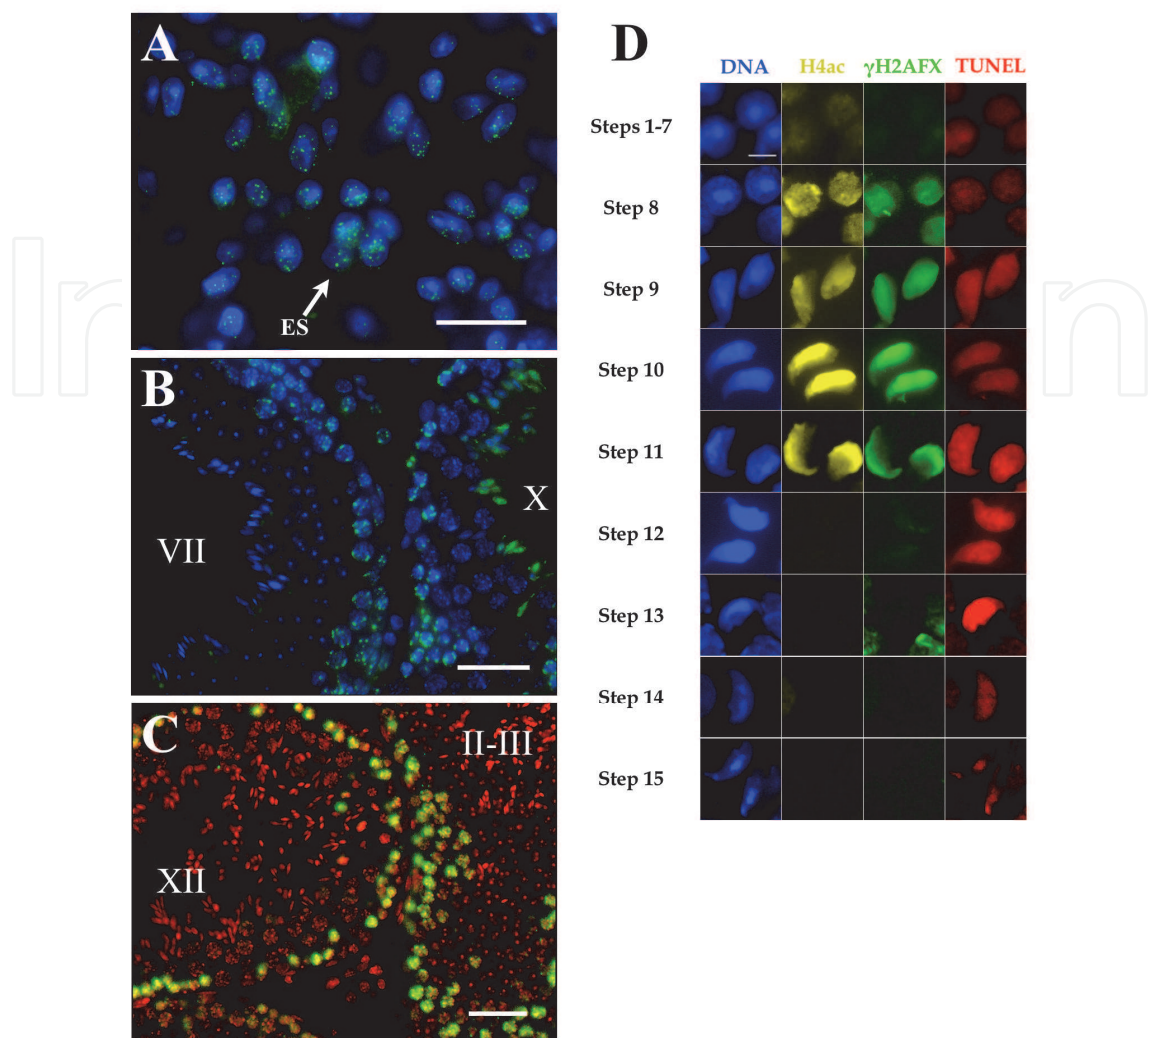 A
ES
B
VII
X
C
II-III
XII
D
DNA H4ac γH2AFX TUNEL
Steps 1-7
Step 8
Step 9
Step 10
Step 11
Step 12
Step 13
Step 14
Step 15